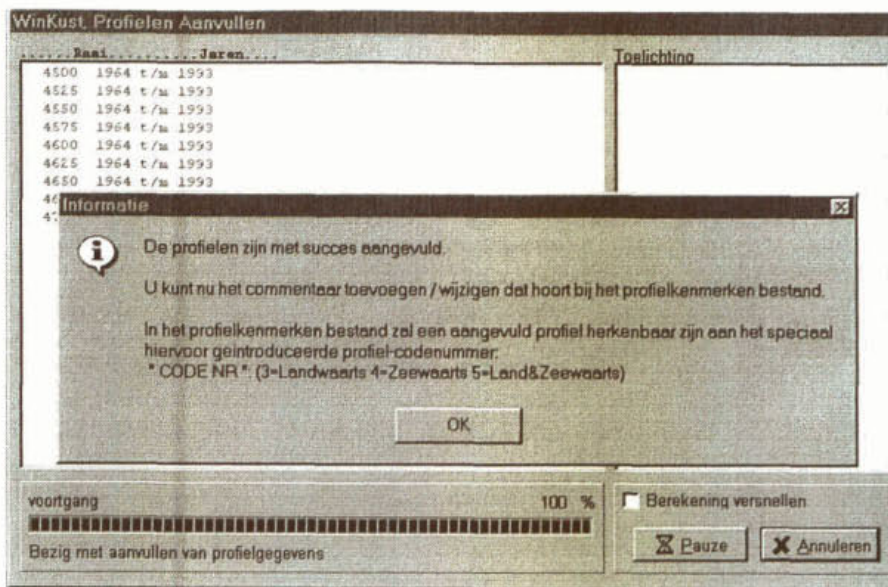 WinKust. Profielen Aanvullen
......Raai..........Jaren....
Toelichting
4500 1964 t/m 1993
4525 1964 t/m 1993
4550 1964 t/m 1993
4575 1964 t/m 1993
4600 1964 t/m 1993
4625 1964 t/m 1993
4650 1964 t/m 1993
Informatie
De profielen zijn met succes aangevuld.
U kunt nu het commentaar toevoegen / wijzigen dat hoort bij het profielkenmerken bestand.
In het profielkenmerken bestand zal een aangevuld profiel herkenbaar zijn aan het speciaal
hiervoor geintroduceerde profiel-codenummer:
" CODE NR ": (3=Landwaarts 4=Zeewaarts 5=Land&Zeewaarts)
OK
voortgang 100 %
Bezig met aanvullen van profielgegevens
Berekening versnellen
Pauze
Annuleren